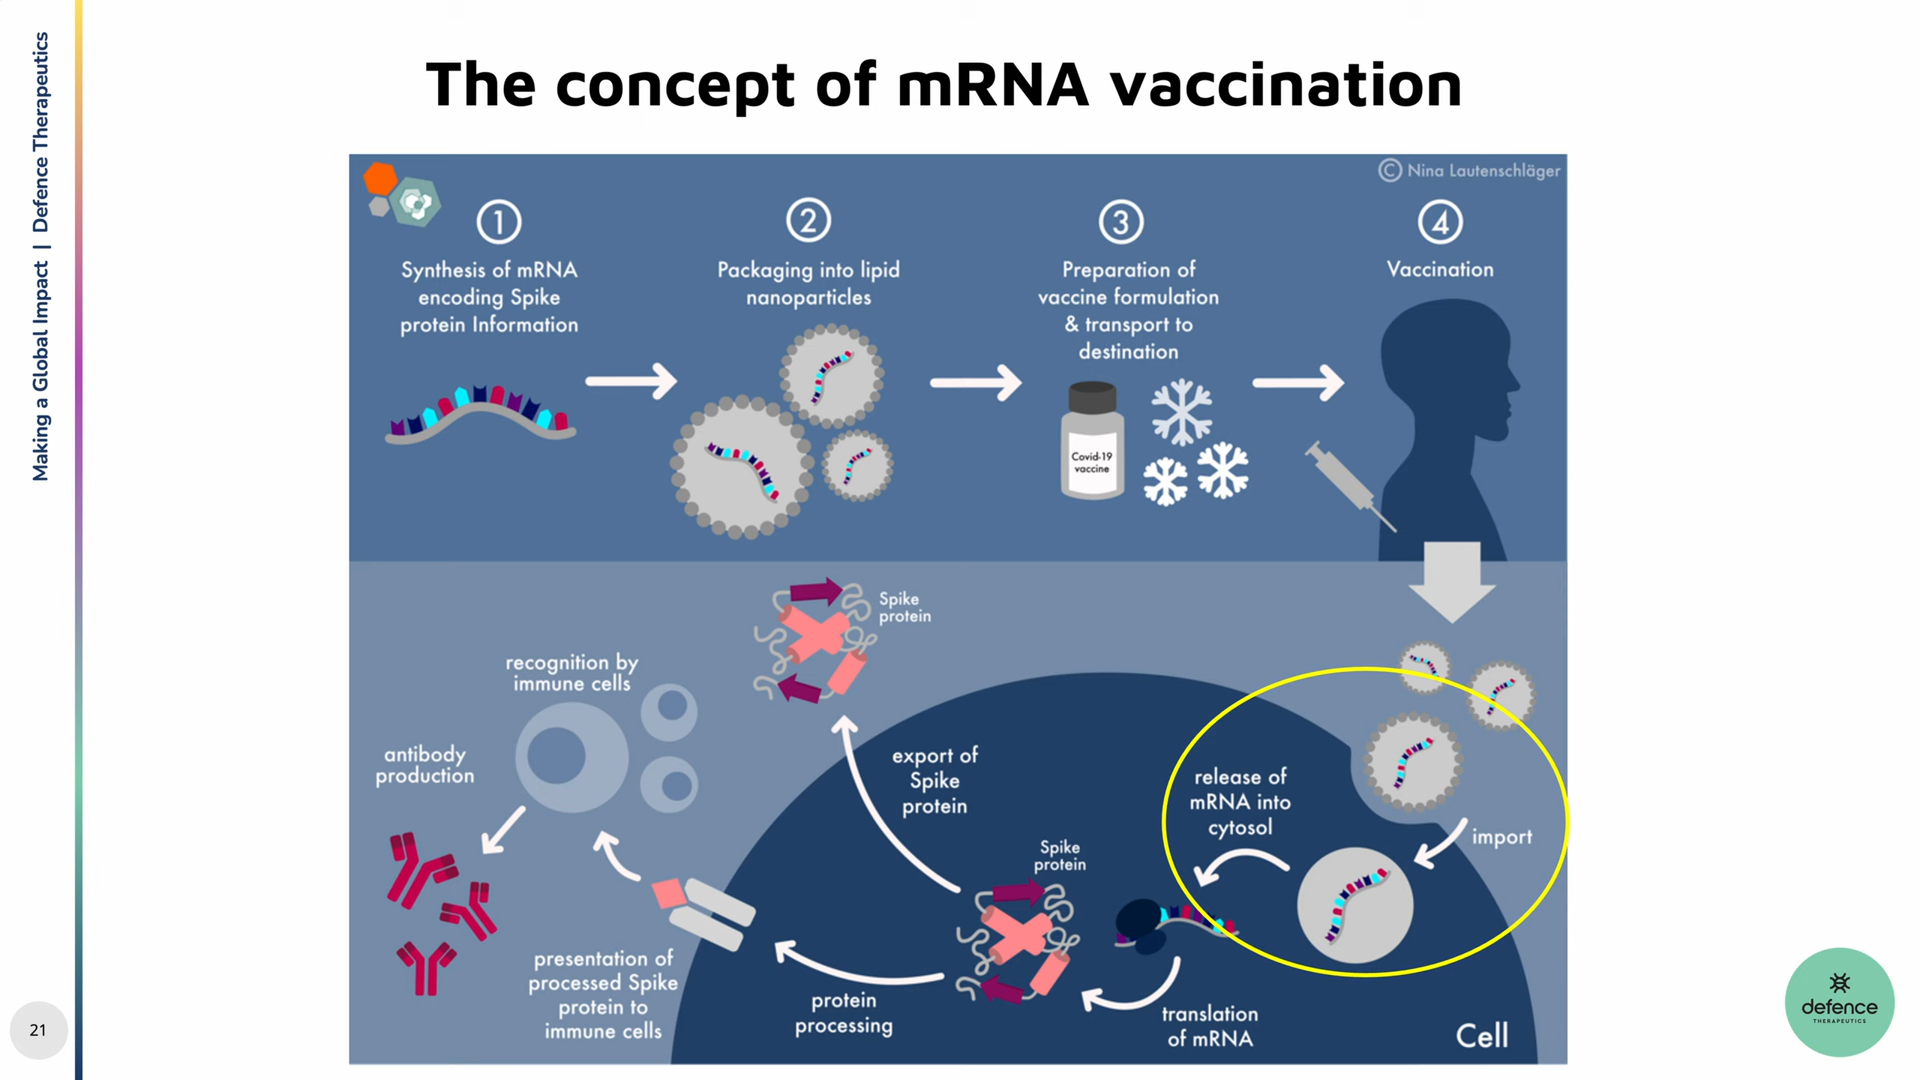 The concept of mRNA vaccination
Making a Global Impact | Defence Therapeutics
© Nina Lautenschläger
1
Synthesis of mRNA
encoding Spike
protein Information
2
Packaging into lipid
nanoparticles
3
Preparation of
vaccine formulation
& transport to
destination
Covid-19
vaccine
4
Vaccination
import
release of
mRNA into
cytosol
translation
of mRNA
Spike
protein
export of
Spike
protein
Spike
protein
protein
processing
presentation of
processed Spike
protein to
immune cells
recognition by
immune cells
antibody
production
Cell
21
defence
THERAPEUTICS